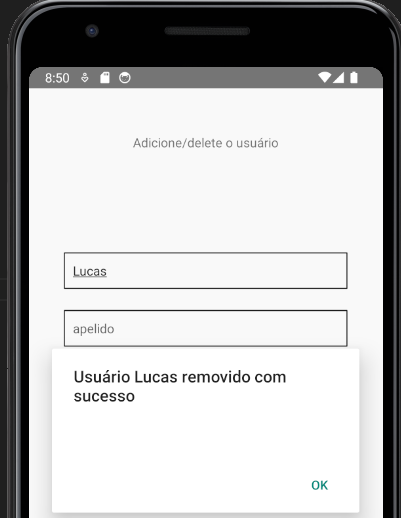 8:50
Adicione/delete o usuário
Lucas
apelido
Usuário Lucas removido com
sucesso
OK